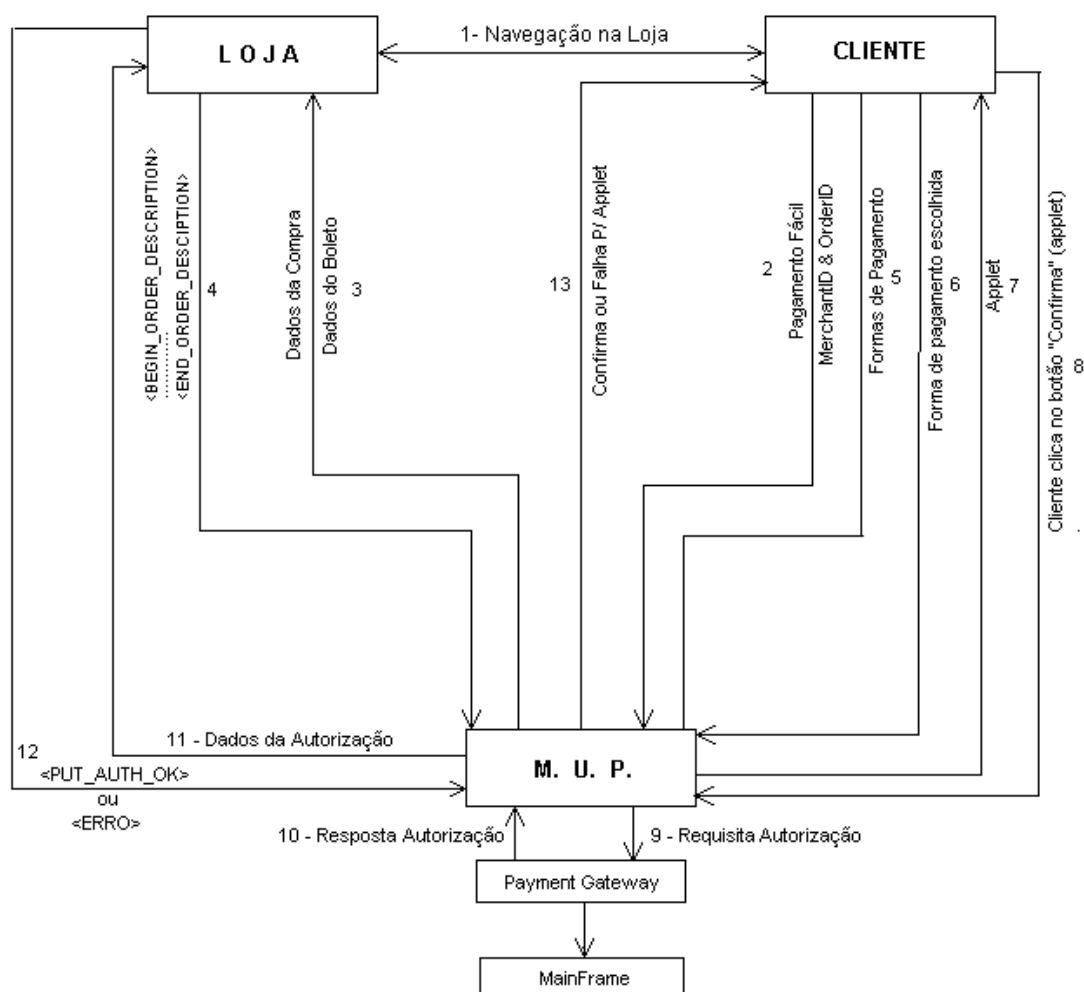 L O J A
1- Navegação na Loja
CLIENTE
<BEGIN_ORDER_DESCRIPTION>
............
<END_ORDER_DESCIPTION>
4
Dados da Compra
Dados do Boleto
3
13
Confirma ou Falha P/ Applet
2
Pagamento Fácil
MerchantID & OrderID
Formas de Pagamento
5
Forma de pagamento escolhida
6
Applet
7
Cliente clica no botão "Confirma" (applet)
8
.
12
11 - Dados da Autorização
<PUT_AUTH_OK>
ou
<ERRO>
M. U. P.
10 - Resposta Autorização
9 - Requisita Autorização
Payment Gateway
MainFrame